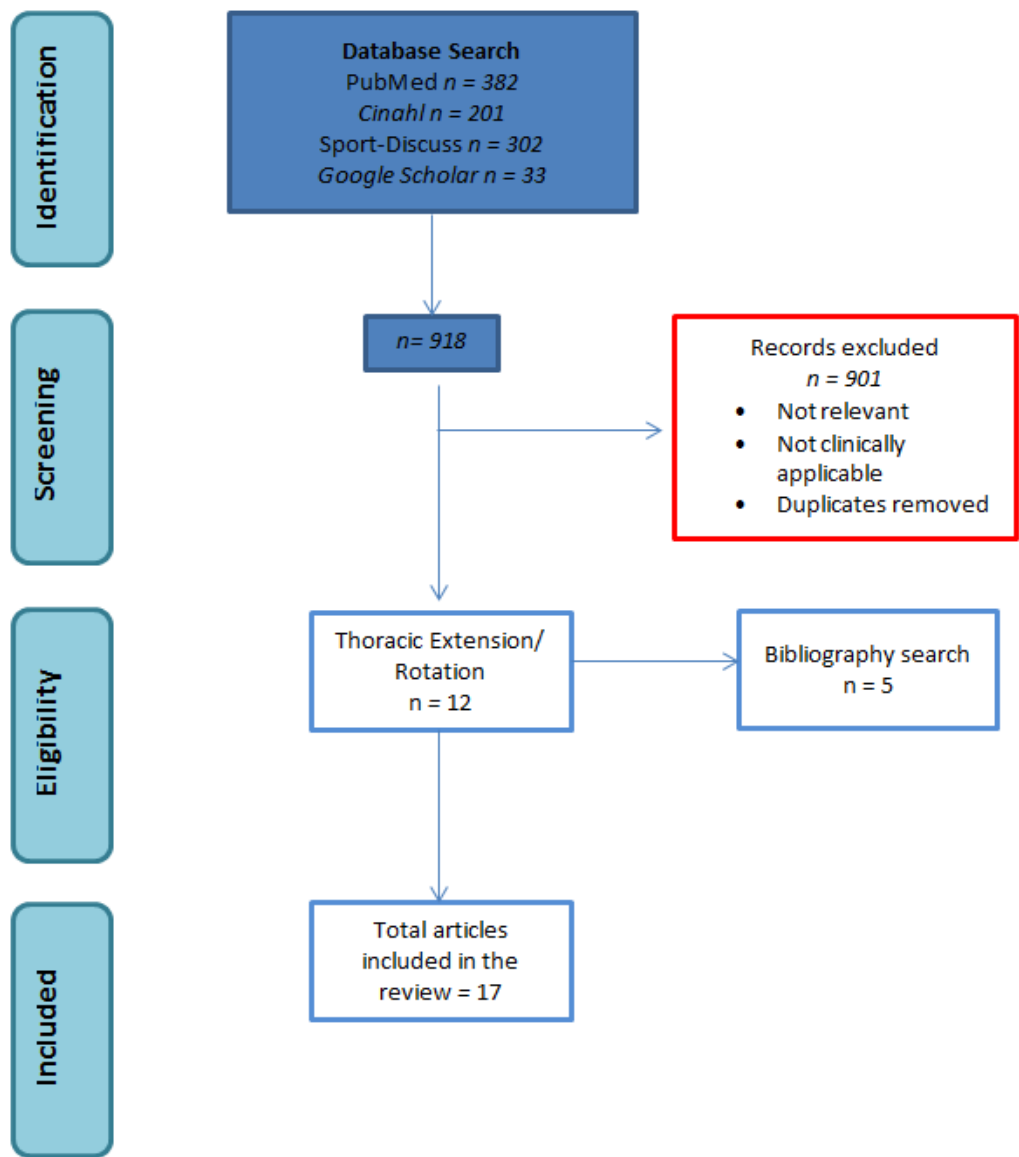 Identification
Database Search
PubMed n = 382
Cinahl n = 201
Sport-Discuss n = 302
Google Scholar n = 33
Screening
n= 918
Records excluded
n = 901
• Not relevant
• Not clinically
applicable
• Duplicates removed
Eligibility
Thoracic Extension/
Rotation
n = 12
Bibliography search
n = 5
Included
Total articles
included in the
review = 17